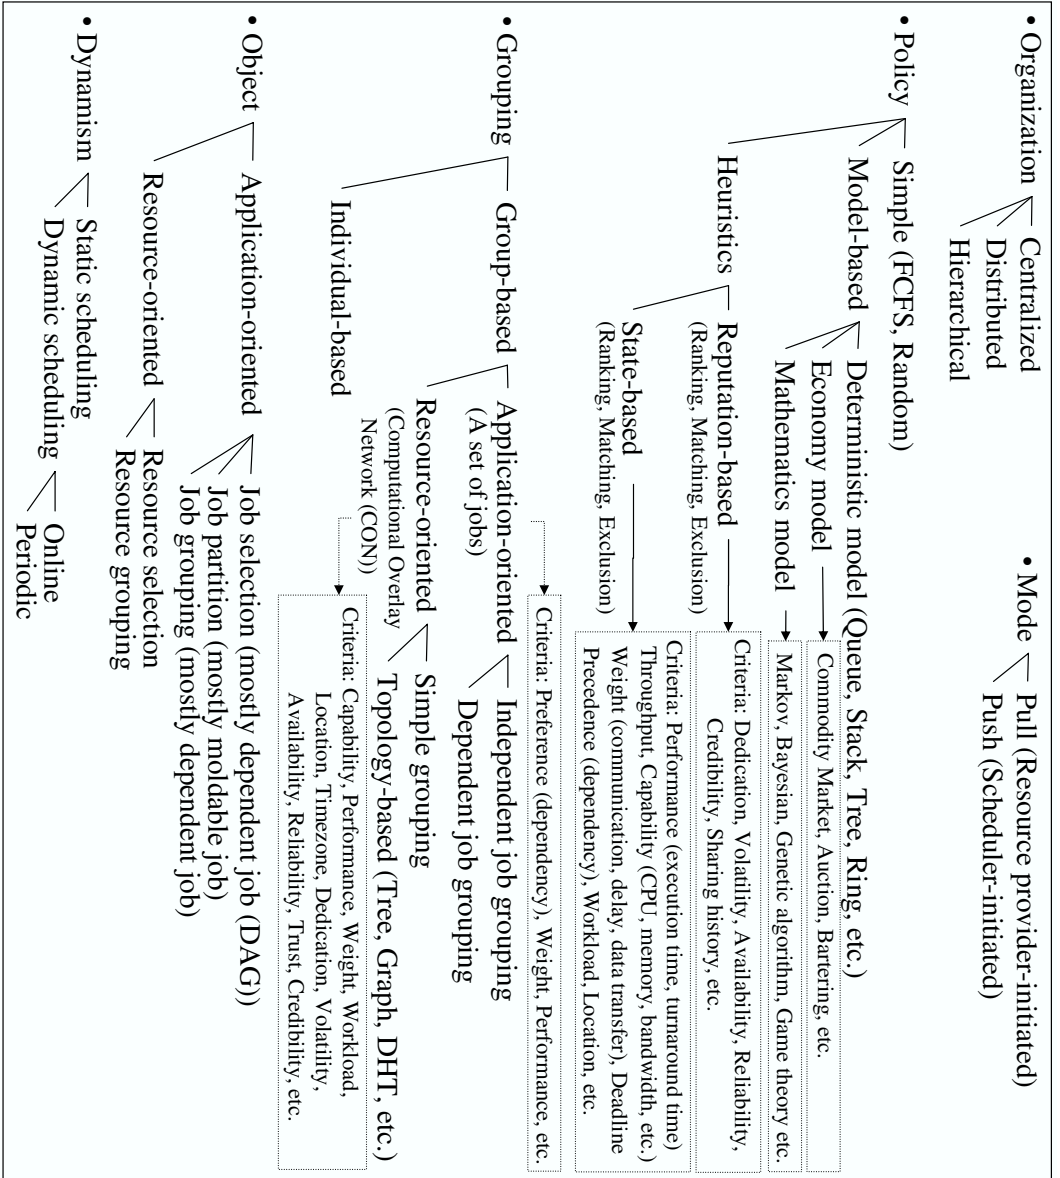 • Organization
Centralized
Distributed
Hierarchical
• Mode
Pull (Resource provider-initiated)
Push (Scheduler-initiated)
• Policy
Simple (FCFS, Random)
Model-based
Deterministic model (Queue, Stack, Tree, Ring, etc.)
Economy model
Commodity Market, Auction, Bartering, etc.
Mathematics model
Markov, Bayesian, Genetic algorithm, Game theory etc.
Heuristics
Reputation-based
(Ranking, Matching, Exclusion)
Criteria: Dedication, Volatility, Availability, Reliability,
Credibility, Sharing history, etc.
State-based
(Ranking, Matching, Exclusion)
Criteria: Performance (execution time, turnaround time)
Throughput, Capability (CPU, memory, bandwidth, etc.)
Weight (communication, delay, data transfer), Deadline
Precedence (dependency), Workload, Location, etc.
• Grouping
Group-based
Application-oriented
(A set of jobs)
Independent job grouping
Dependent job grouping
Criteria: Preference (dependency), Weight, Performance, etc.
Resource-oriented
(Computational Overlay
Network (CON))
Simple grouping
Topology-based (Tree, Graph, DHT, etc.)
Criteria: Capability, Performance, Weight, Workload,
Location, Timezone, Dedication, Volatility,
Availability, Reliability, Trust, Credibility, etc.
Individual-based
• Object
Application-oriented
Job selection (mostly dependent job (DAG))
Job partition (mostly moldable job)
Job grouping (mostly dependent job)
Resource-oriented
Resource selection
Resource grouping
• Dynamism
Static scheduling
Dynamic scheduling
Online
Periodic